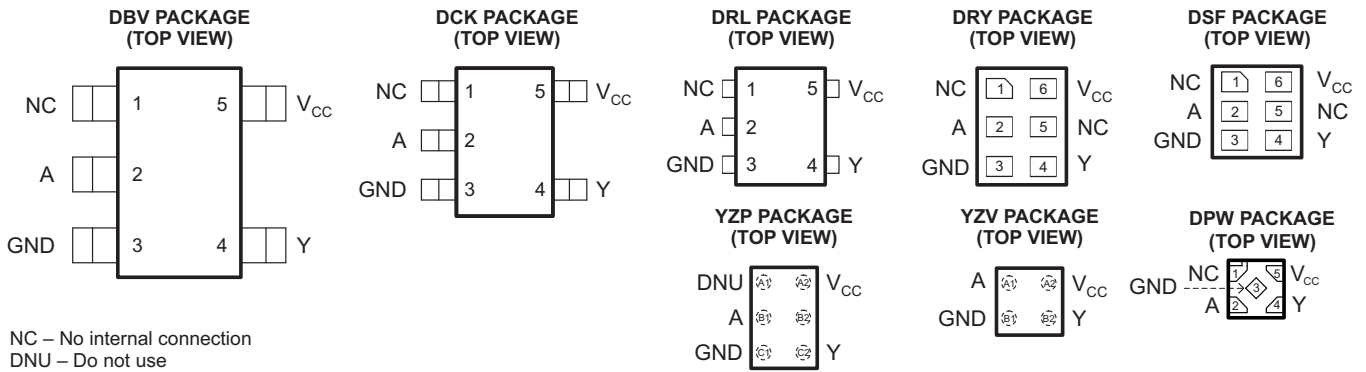 DBV PACKAGE
(TOP VIEW)
NC 1 5 VCC
A 2
GND 3 4 Y
DCK PACKAGE
(TOP VIEW)
NC 1 5 VCC
A 2
GND 3 4 Y
DRL PACKAGE
(TOP VIEW)
NC 1 5 VCC
A 2
GND 3 4 Y
DRY PACKAGE
(TOP VIEW)
NC 1 6 VCC
A 2 5 NC
GND 3 4 Y
DSF PACKAGE
(TOP VIEW)
NC 1 6 VCC
A 2 5 NC
GND 3 4 Y
YZP PACKAGE
(TOP VIEW)
DNU A1 A2 VCC
A B1 B2
GND C1 C2 Y
YZV PACKAGE
(TOP VIEW)
A A1 A2 VCC
GND B1 B2 Y
DPW PACKAGE
(TOP VIEW)
NC 1 5 VCC
GND 3
A 2 4 Y
NC – No internal connection
DNU – Do not use